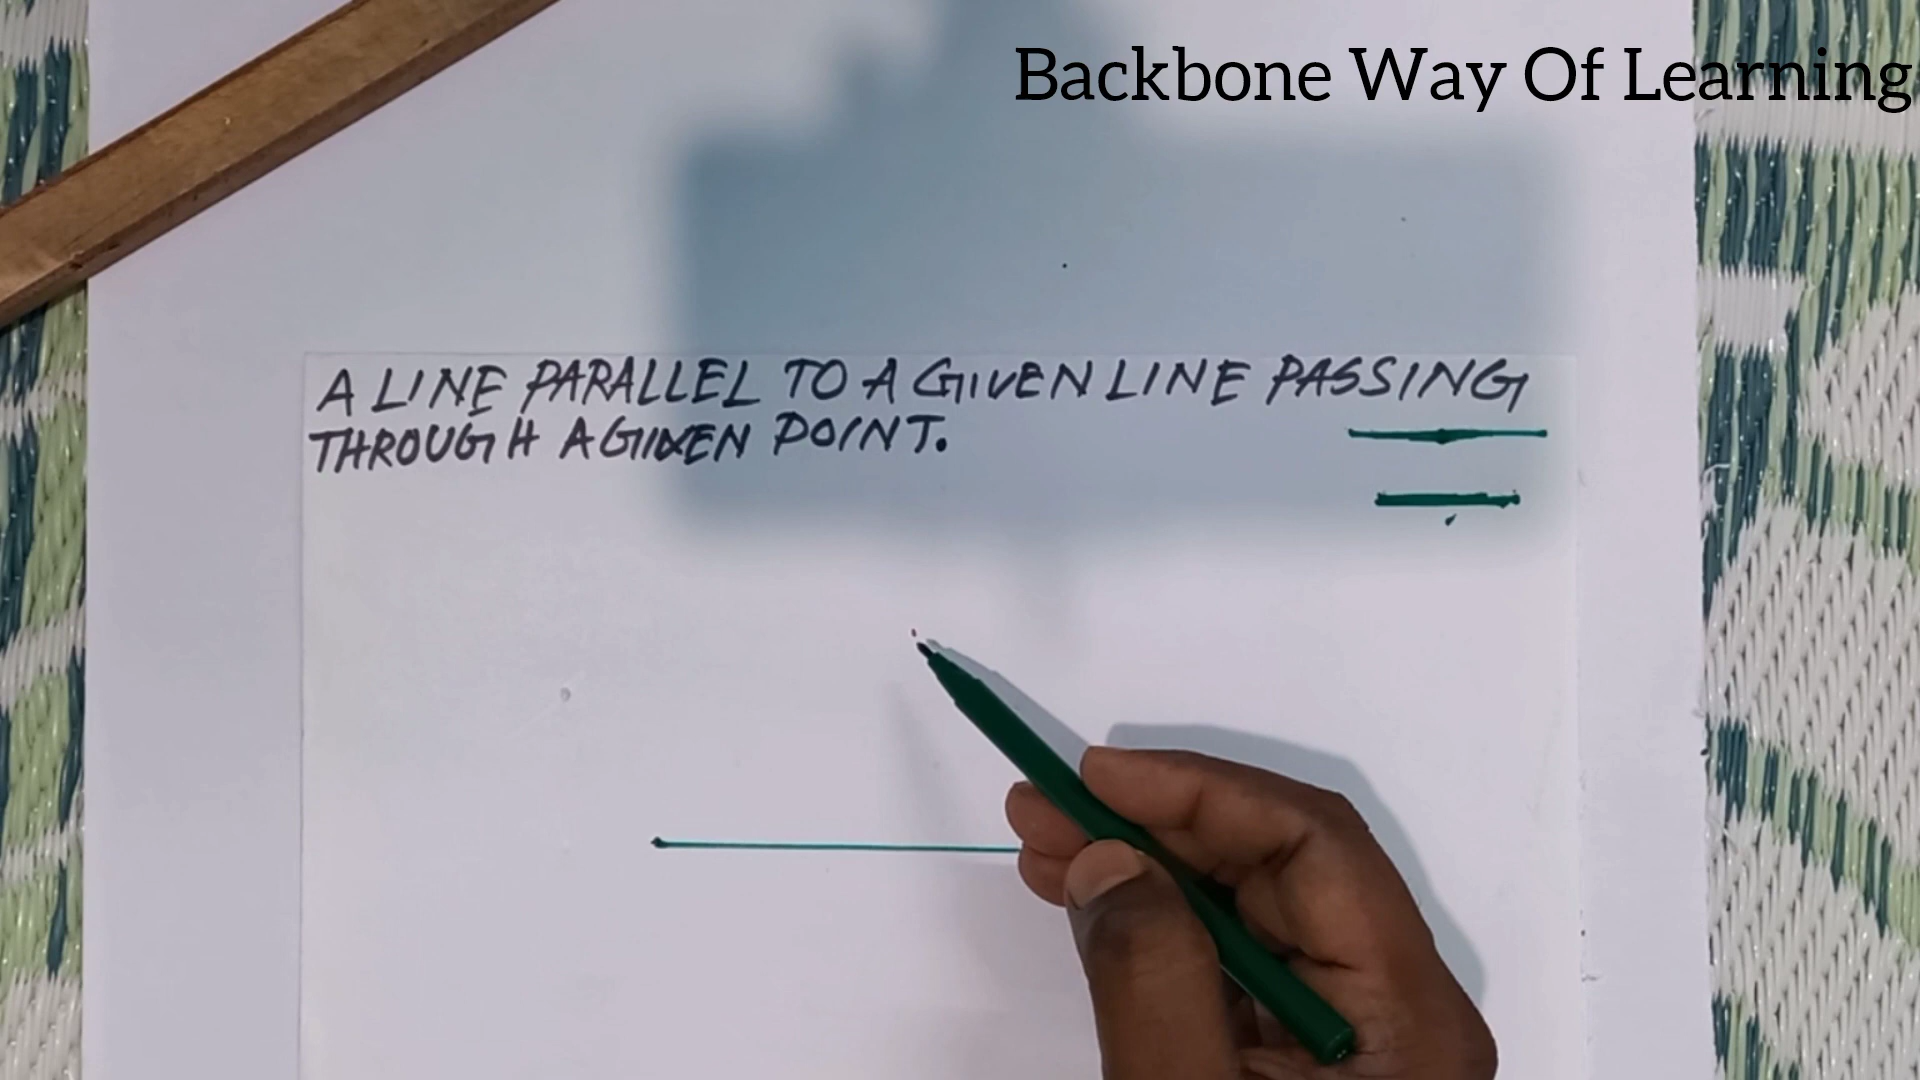 Backbone Way Of Learning
A LINE PARALLEL TO A GIVEN LINE PASSING
THROUGH A GIVEN POINT.